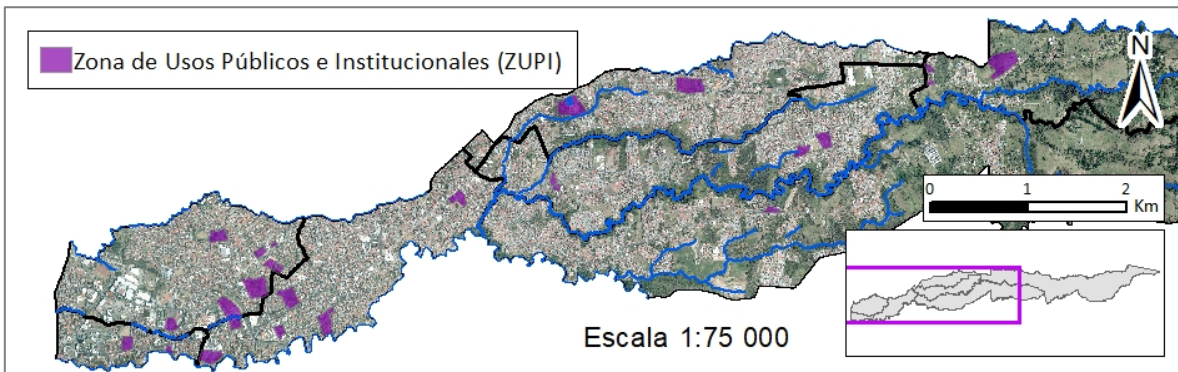 Zona de Usos Públicos e Institucionales (ZUPI)
N
0 1 2
Km
Escala 1:75 000